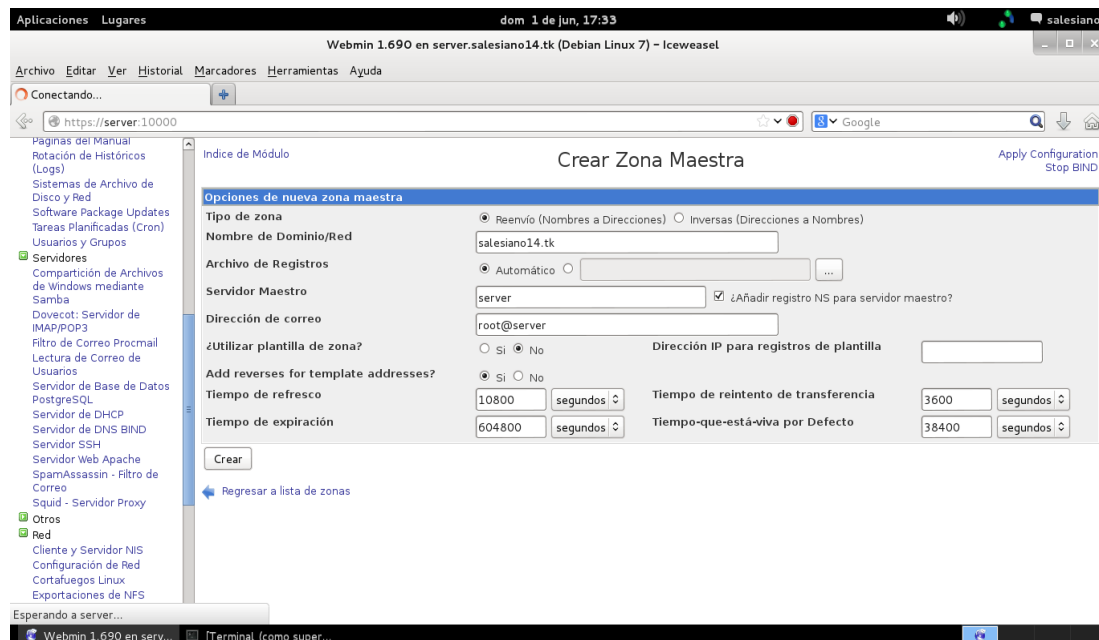 Aplicaciones Lugares dom 1 de jun, 17:33 salesiano
Webmin 1.690 en server.salesiano14.tk (Debian Linux 7) – Iceweasel
Archivo Editar Ver Historial Marcadores Herramientas Ayuda
Conectando...
https://server:10000 Google
Páginas del Manual
Rotación de Históricos
(Logs)
Sistemas de Archivo de
Disco y Red
Software Package Updates
Tareas Planificadas (Cron)
Usuarios y Grupos
Servidores
Compartición de Archivos
de Windows mediante
Samba
Dovecot: Servidor de
IMAP/POP3
Filtro de Correo Procmail
Lectura de Correo de
Usuarios
Servidor de Base de Datos
PostgreSQL
Servidor de DHCP
Servidor de DNS BIND
Servidor SSH
Servidor Web Apache
SpamAssassin - Filtro de
Correo
Squid - Servidor Proxy
Otros
Red
Cliente y Servidor NIS
Configuración de Red
Cortafuegos Linux
Exportaciones de NFS
Indice de Módulo
Crear Zona Maestra
Apply Configuration
Stop BIND
Opciones de nueva zona maestra
Tipo de zona Reenvío (Nombres a Direcciones) Inversas (Direcciones a Nombres)
Nombre de Dominio/Red salesiano14.tk
Archivo de Registros Automático ...
Servidor Maestro server ¿Añadir registro NS para servidor maestro?
Dirección de correo root@server
¿Utilizar plantilla de zona? Si No Dirección IP para registros de plantilla
Add reverses for template addresses? Si No
Tiempo de refresco 10800 segundos Tiempo de reintento de transferencia 3600 segundos
Tiempo de expiración 604800 segundos Tiempo-que-está-viva por Defecto 38400 segundos
Crear
Regresar a lista de zonas
Esperando a server...
Webmin 1.690 en serv... [Terminal (como super...